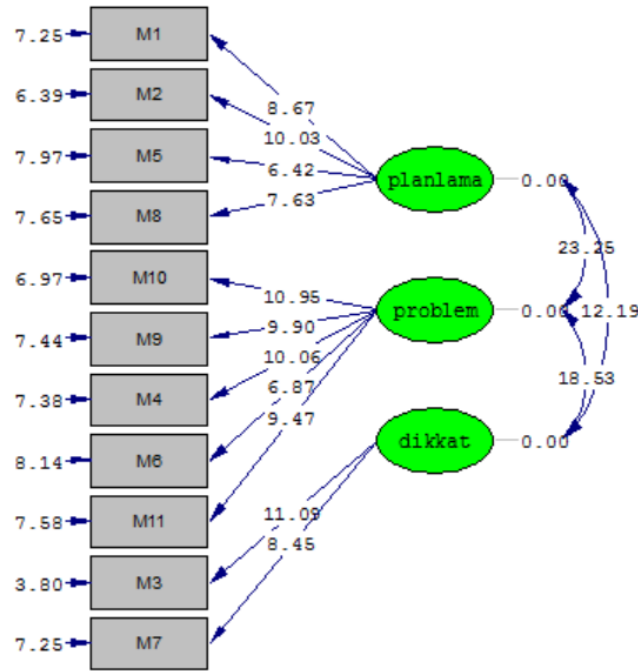 7.25 M1
8.67
6.39 M2
10.03
7.97 M5
6.42
planlama 0.00
7.65 M8
7.63
23.25
6.97 M10
10.95
problem 0.00 12.19
7.44 M9
9.90
10.06
7.38 M4
6.87
18.53
9.47
dikkat 0.00
8.14 M6
7.58 M11
11.09
8.45
3.80 M3
7.25 M7